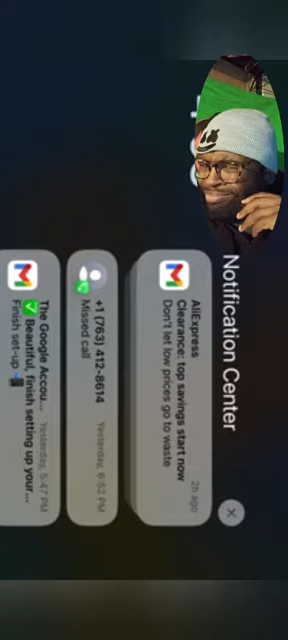 Notification Center
AliExpress 2h ago
Clearance: top savings start now
Don't let low prices go to waste
+1 (763) 412-8614 Yesterday, 6:52 PM
Missed call
The Google Accou... Yesterday, 5:47 PM
✅ Beautiful, finish setting up your ...
Finish set-up